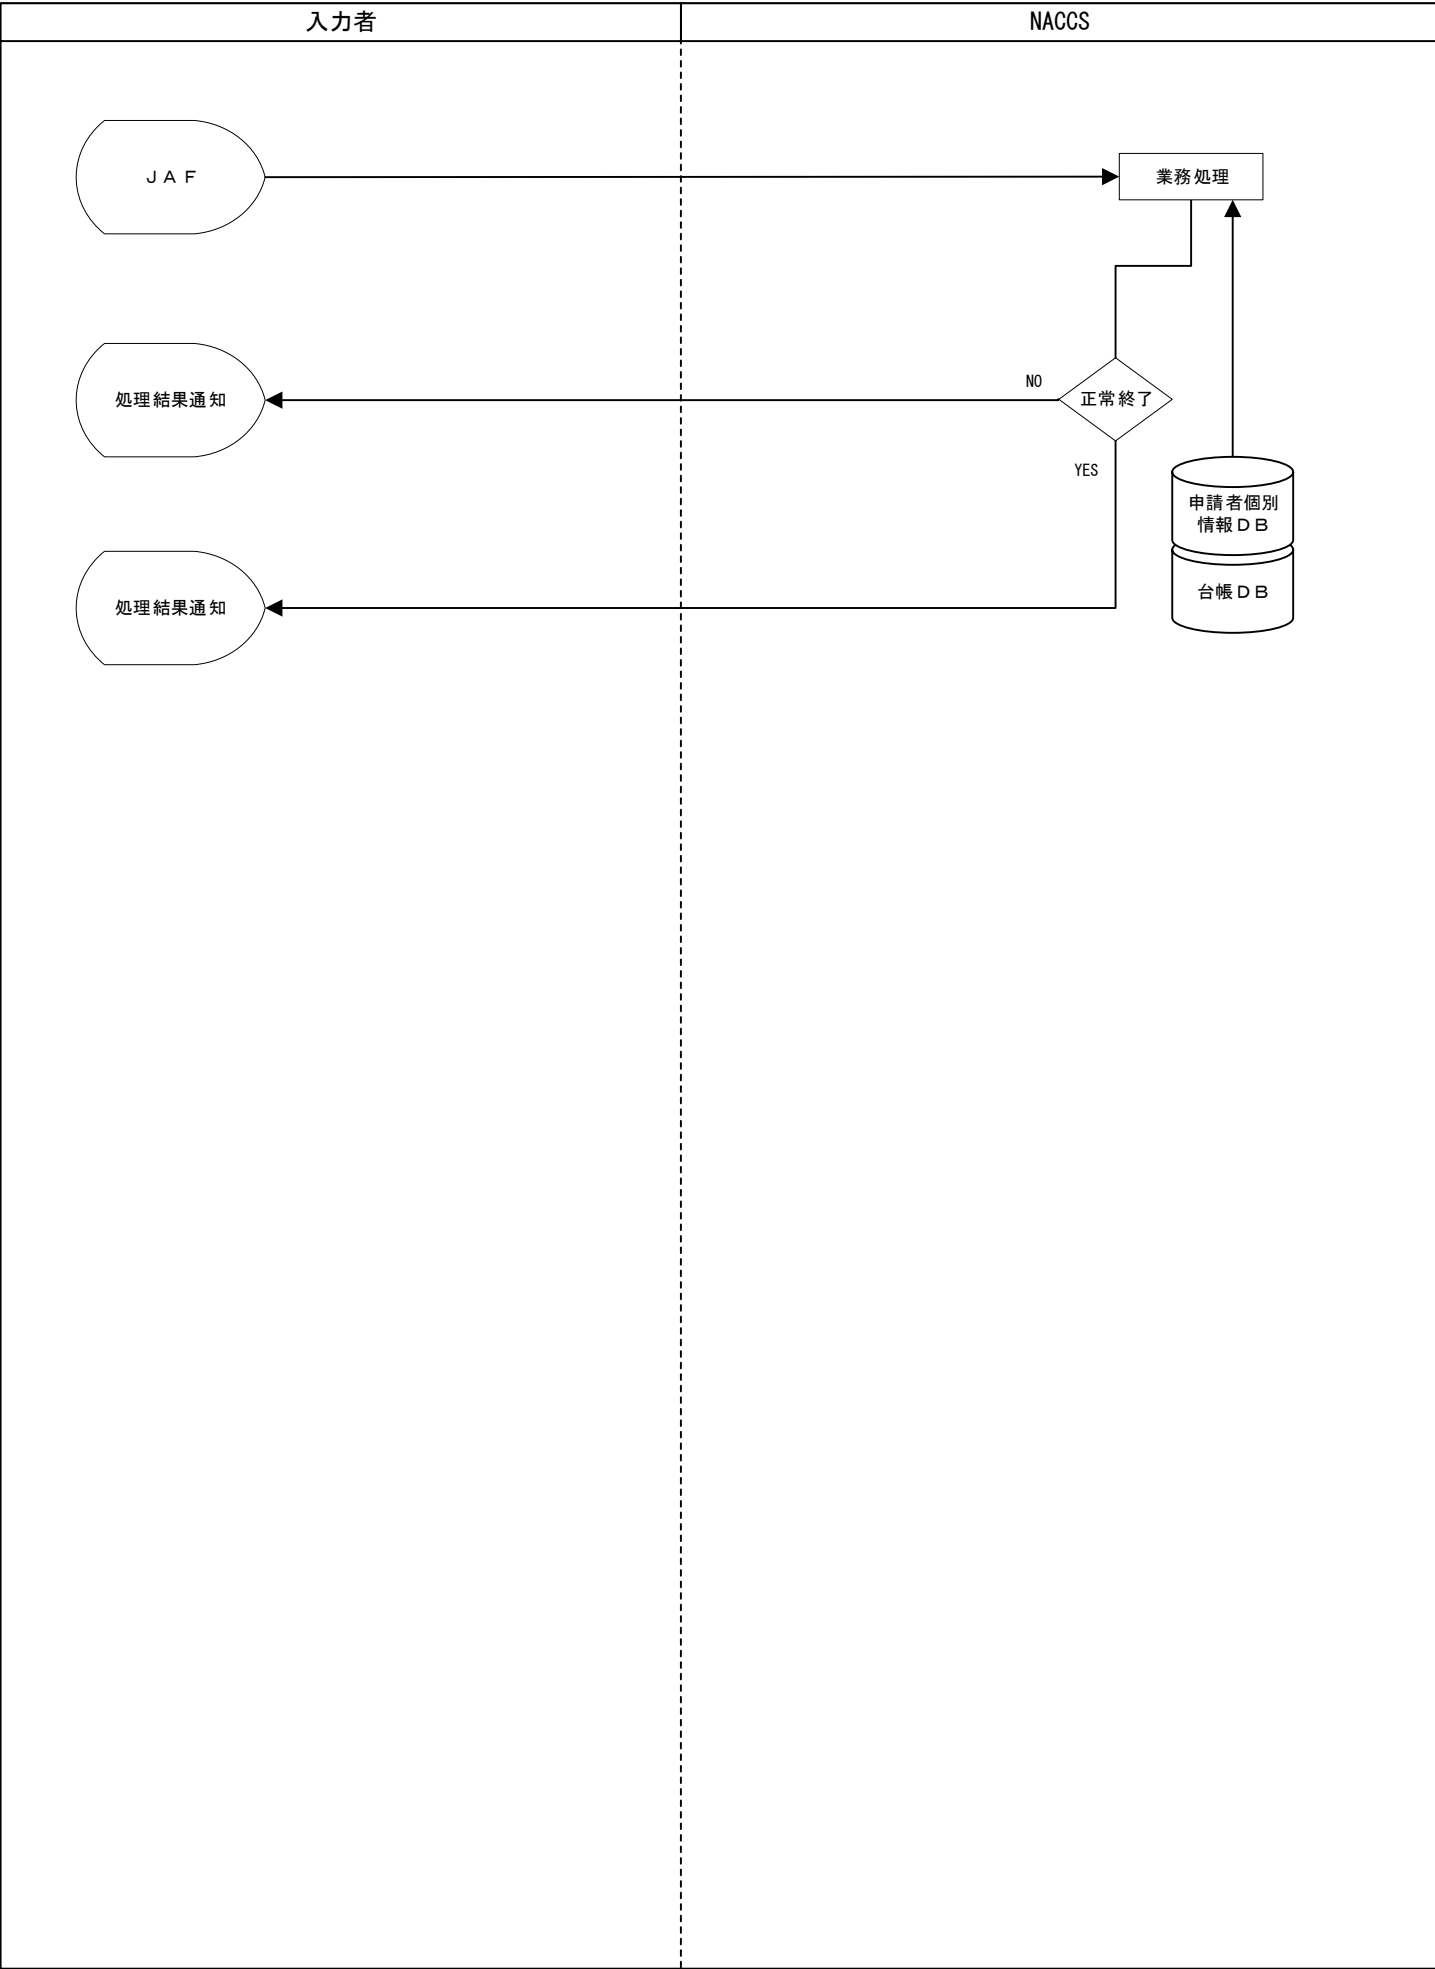 入力者
NACCS
ＪＡＦ
業務処理
処理結果通知
NO
正常終了
YES
申請者個別
情報ＤＢ
処理結果通知
台帳ＤＢ